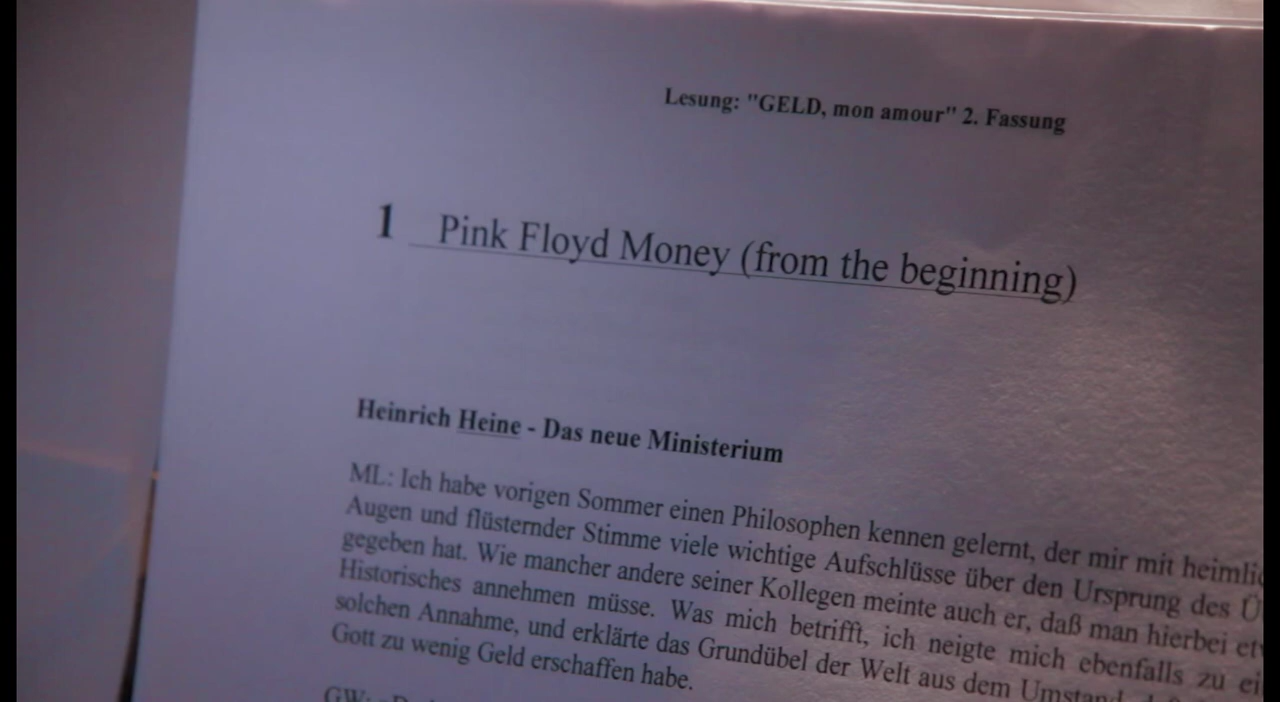 Lesung: "GELD, mon amour" 2. Fassung
1 Pink Floyd Money (from the beginning)
Heinrich Heine - Das neue Ministerium
ML: Ich habe vorigen Sommer einen Philosophen kennen gelernt, der mir mit
Augen und flüsternder Stimme viele wichtige Aufschlüsse über den Ursprung des
gegeben hat. Wie mancher andere seiner Kollegen meinte auch er, daß man hierbei
Historisches annehmen müsse. Was mich betrifft, ich neigte mich ebenfalls zu
solchen Annahme, und erklärte das Grundübel der Welt aus dem Umstand,
Gott zu wenig Geld erschaffen habe.